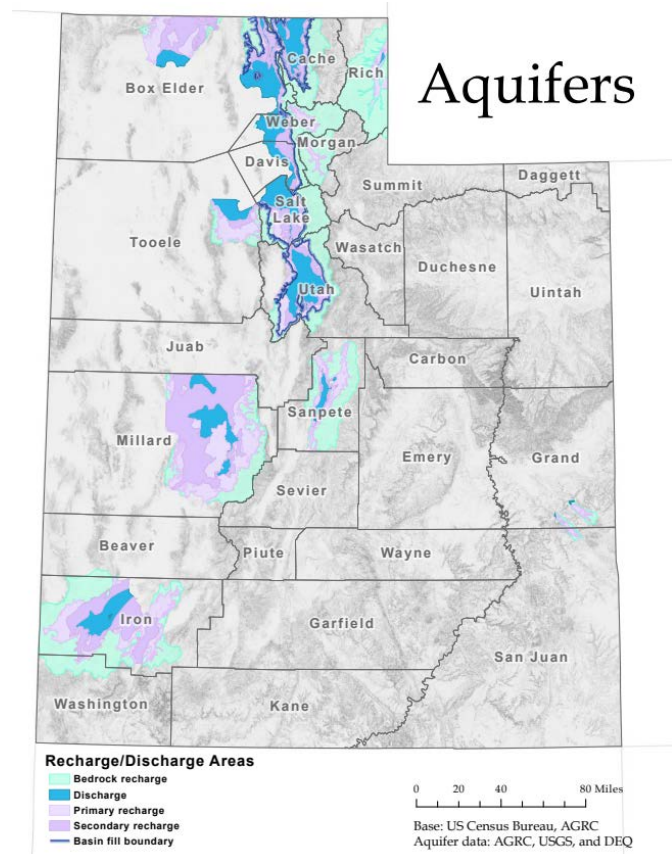 Aquifers
Cache
Rich
Box Elder
Weber
Morgan
Davis
Summit
Daggett
Salt
Lake
Tooele
Wasatch
Duchesne
Uintah
Utah
Juab
Carbon
Sanpete
Millard
Emery
Grand
Sevier
Beaver
Piute
Wayne
Iron
Garfield
San Juan
Washington
Kane
Recharge/Discharge Areas
Bedrock recharge
Discharge
Primary recharge
Secondary recharge
Basin fill boundary
0 20 40 80 Miles
Base: US Census Bureau, AGRC
Aquifer data: AGRC, USGS, and DEQ